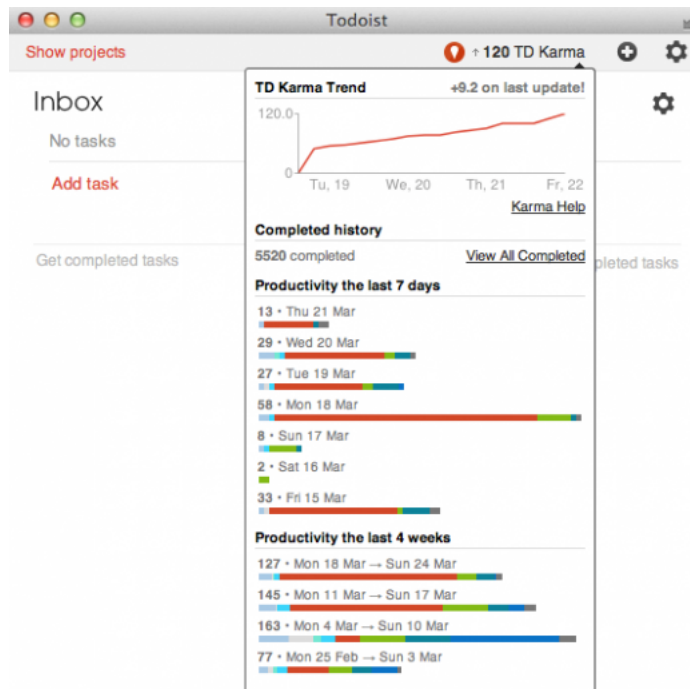 Todoist
Show projects
↑ 120 TD Karma
Inbox
No tasks
Add task
Get completed tasks
pleted tasks
TD Karma Trend +9.2 on last update!
120.0
0
Tu, 19 We, 20 Th, 21 Fr, 22
Karma Help
Completed history
5520 completed View All Completed
Productivity the last 7 days
13 • Thu 21 Mar
29 • Wed 20 Mar
27 • Tue 19 Mar
58 • Mon 18 Mar
8 • Sun 17 Mar
2 • Sat 16 Mar
33 • Fri 15 Mar
Productivity the last 4 weeks
127 • Mon 18 Mar → Sun 24 Mar
145 • Mon 11 Mar → Sun 17 Mar
163 • Mon 4 Mar → Sun 10 Mar
77 • Mon 25 Feb → Sun 3 Mar